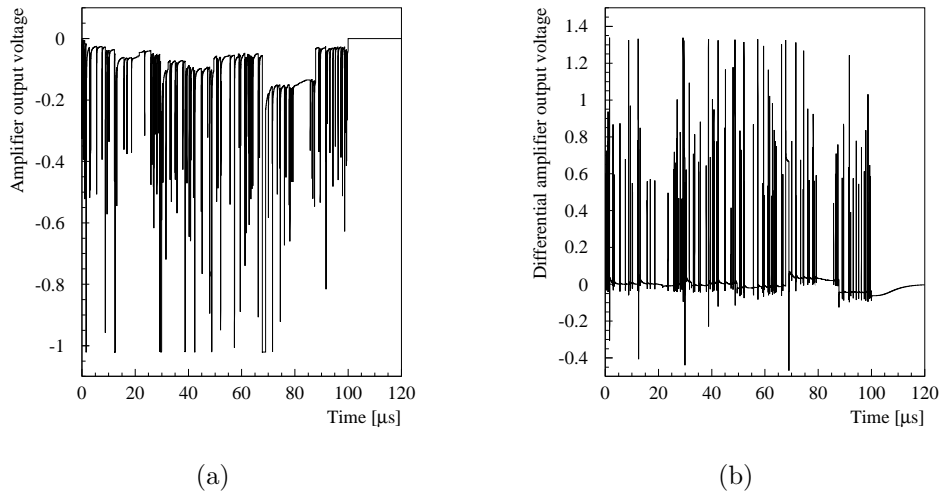 Amplifier output voltage
0
-0.2
-0.4
-0.6
-0.8
-1
0 20 40 60 80 100 120
Time [μs]
(a)
Differential amplifier output voltage
1.4
1.2
1
0.8
0.6
0.4
0.2
0
-0.2
-0.4
0 20 40 60 80 100 120
Time [μs]
(b)